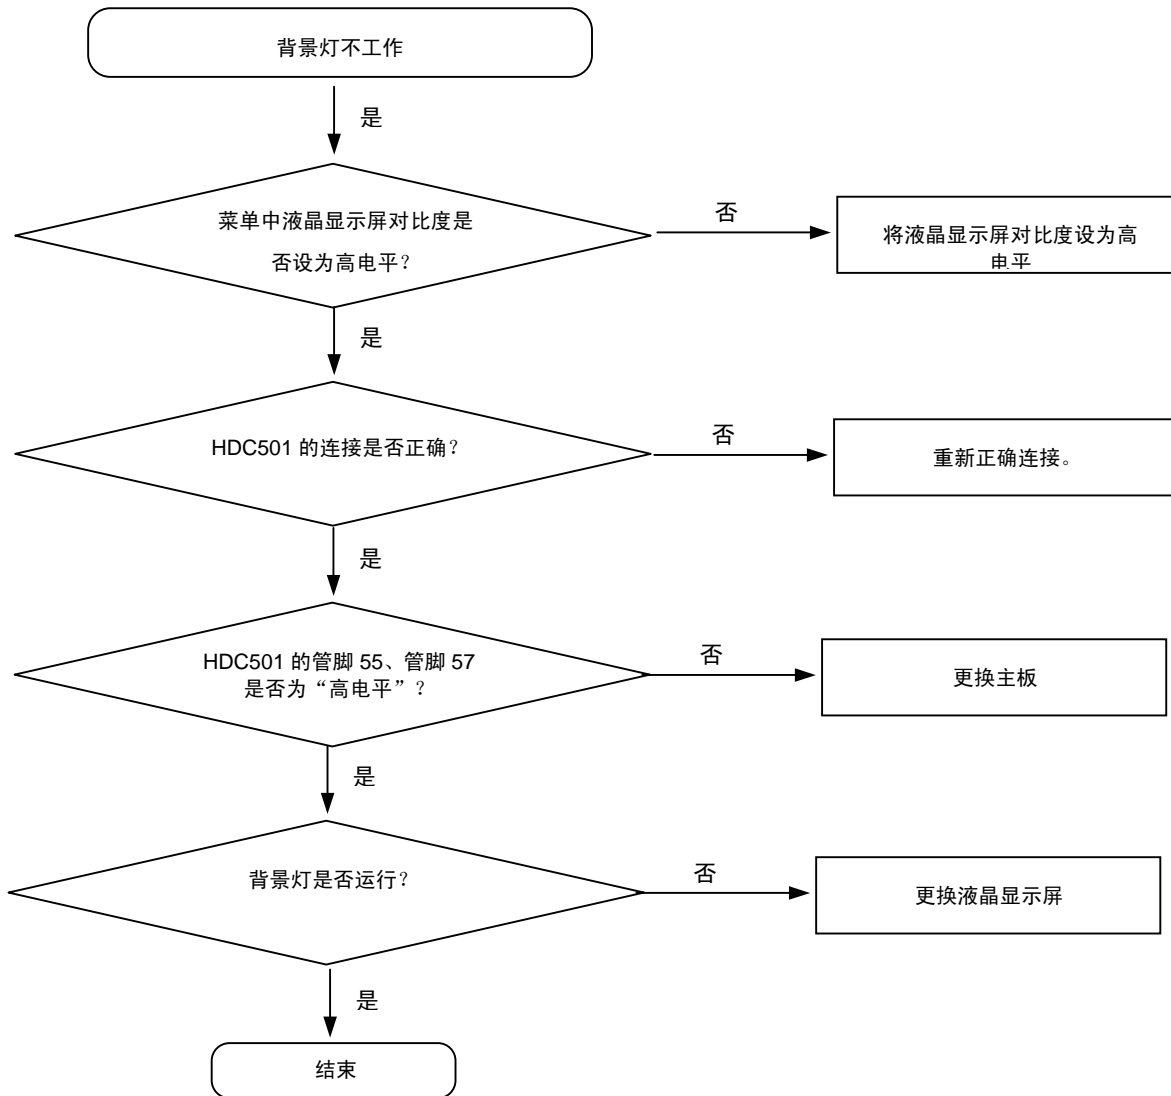 背景灯不工作
是
菜单中液晶显示屏对比度是
否设为高电平？
否
将液晶显示屏对比度设为高
电平
是
HDC501 的连接是否正确？
否
重新正确连接。
是
HDC501 的管脚 55、管脚 57
是否为“高电平”？
否
更换主板
是
背景灯是否运行？
否
更换液晶显示屏
是
结束